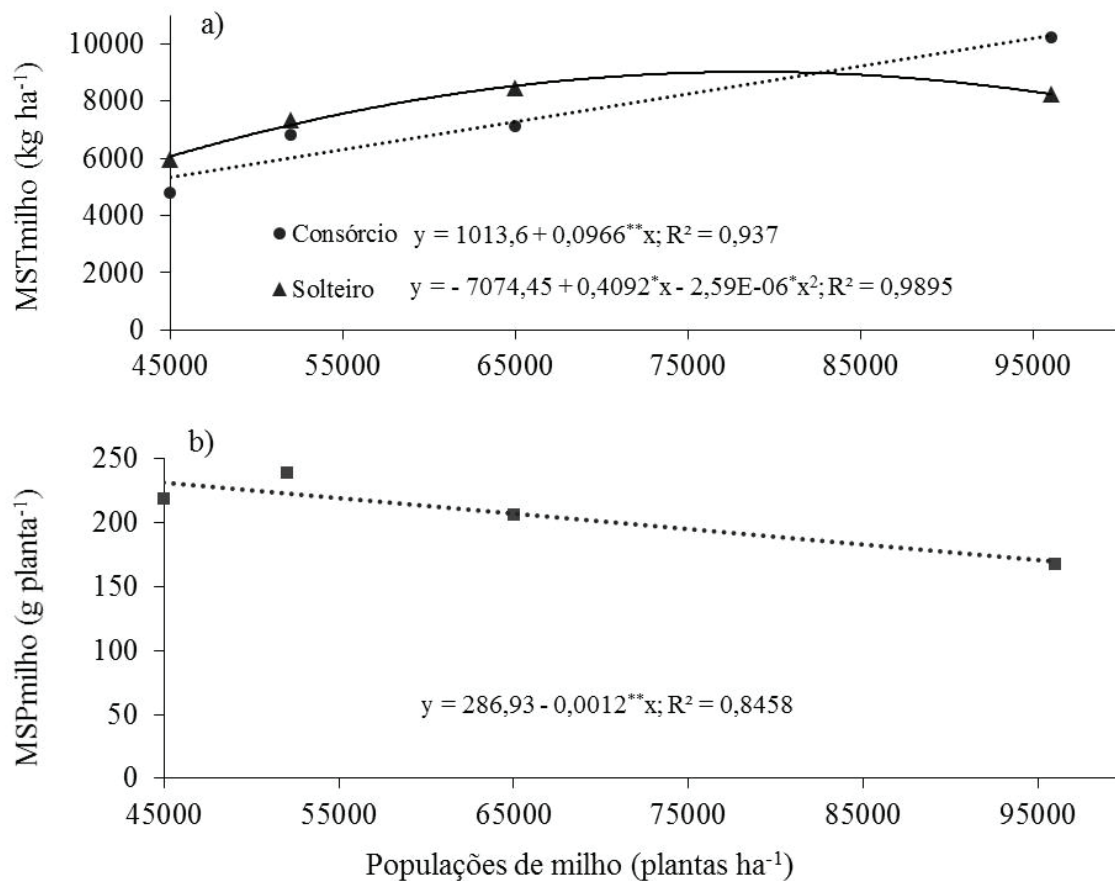 a)
MSTmilho (kg ha⁻¹)
10000
8000
6000
4000
2000
0
● Consórcio y = 1013,6 + 0,0966**x; R² = 0,937
▲ Solteiro y = - 7074,45 + 0,4092*x - 2,59E-06*x²; R² = 0,9895
45000 55000 65000 75000 85000 95000
b)
MSPmilho (g planta⁻¹)
250
200
150
100
50
0
y = 286,93 - 0,0012**x; R² = 0,8458
45000 55000 65000 75000 85000 95000
Populações de milho (plantas ha⁻¹)